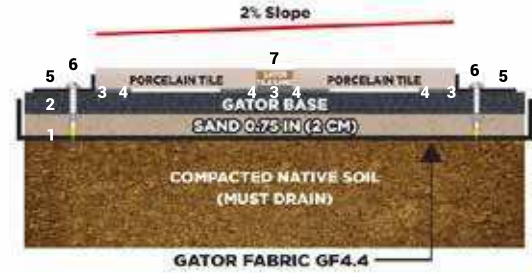 2% Slope
7
5 6 PORCELAIN TILE PORCELAIN TILE 6 5
3 4 4 3 4 4 3
2 GATOR BASE
1 SAND 0.75 IN (2 CM)
COMPACTED NATIVE SOIL
(MUST DRAIN)
GATOR FABRIC GF4.4